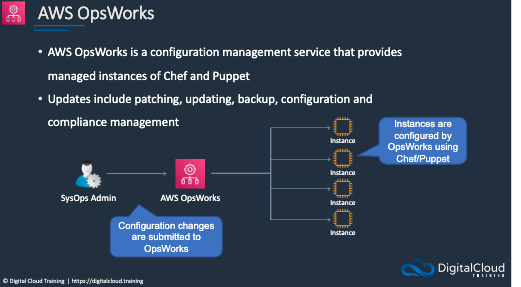 AWS OpsWorks
• AWS OpsWorks is a configuration management service that provides
managed instances of Chef and Puppet
• Updates include patching, updating, backup, configuration and
compliance management
Instance
Instances are
configured by
OpsWorks using
Chef/Puppet
Instance
SysOps Admin
AWS OpsWorks
Instance
Configuration changes
are submitted to
OpsWorks
Instance
DigitalCloud
TRAINING
© Digital Cloud Training | https://digitalcloud.training